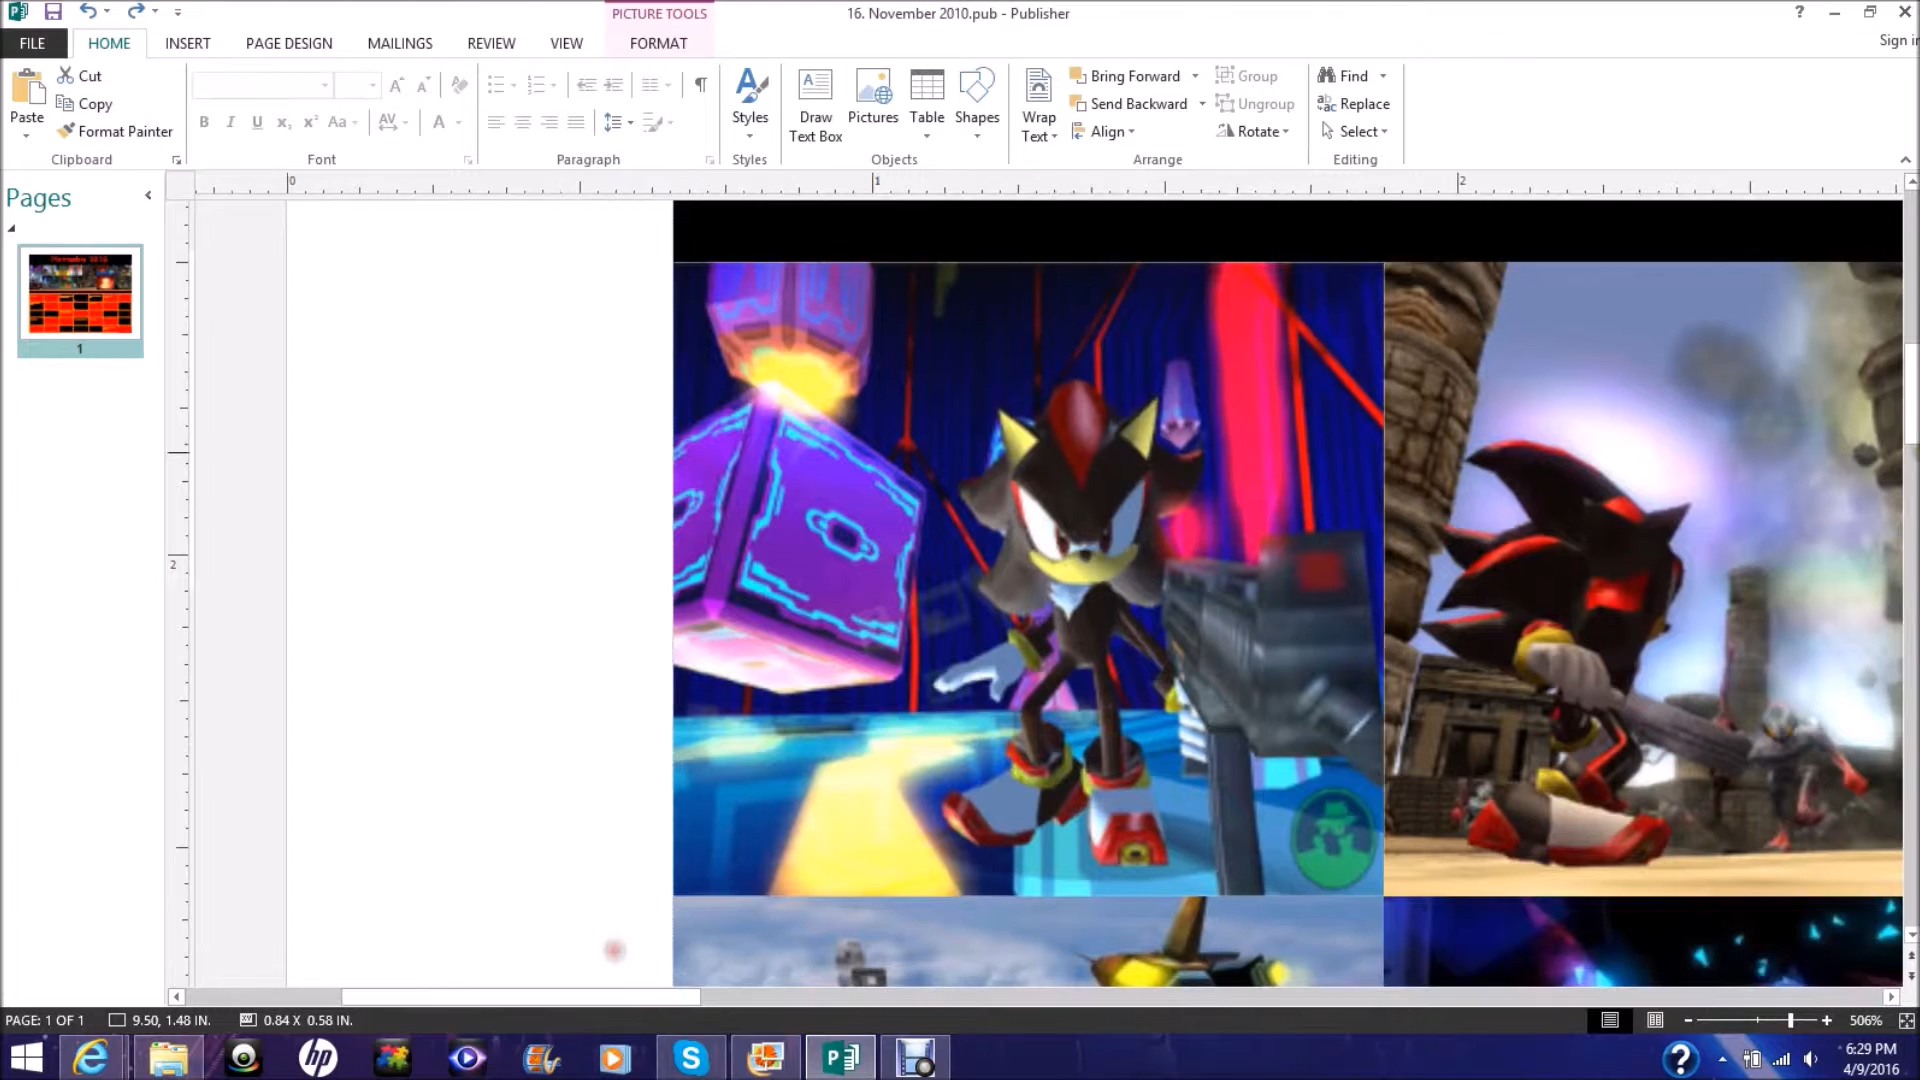 16. November 2010.pub - Publisher
PICTURE TOOLS
Sign in
FILE HOME INSERT PAGE DESIGN MAILINGS REVIEW VIEW FORMAT
Paste
Cut
Copy
Format Painter
Clipboard
Font
Paragraph
Styles
Styles
Draw Text Box
Pictures
Table
Shapes
Objects
Wrap Text
Bring Forward
Send Backward
Align
Group
Ungroup
Rotate
Arrange
Find
Replace
Select
Editing
0 1 2
Pages
November 2010
1
2
PAGE: 1 OF 1 9.50, 1.48 IN. 0.84 X 0.58 IN. 506%
6:29 PM
4/9/2016